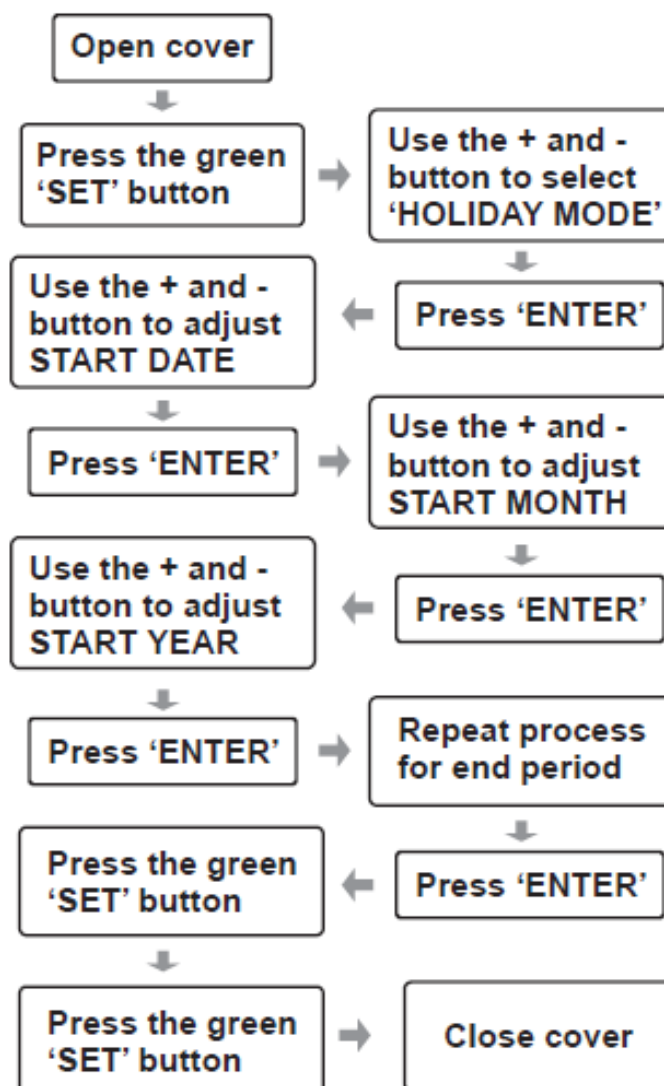 Open cover
Press the green
‘SET’ button
Use the + and -
button to select
‘HOLIDAY MODE’
Press ‘ENTER’
Use the + and -
button to adjust
START DATE
Press ‘ENTER’
Use the + and -
button to adjust
START MONTH
Press ‘ENTER’
Use the + and -
button to adjust
START YEAR
Press ‘ENTER’
Repeat process
for end period
Press ‘ENTER’
Press the green
‘SET’ button
Press the green
‘SET’ button
Close cover